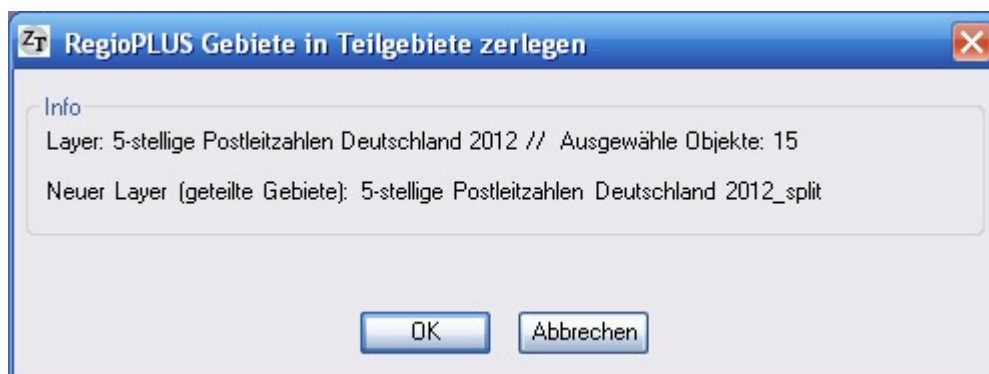 ZT RegioPLUS Gebiete in Teilgebiete zerlegen
Info
Layer: 5-stellige Postleitzahlen Deutschland 2012 // Ausgewähle Objekte: 15
Neuer Layer (geteilte Gebiete): 5-stellige Postleitzahlen Deutschland 2012_split
OK
Abbrechen